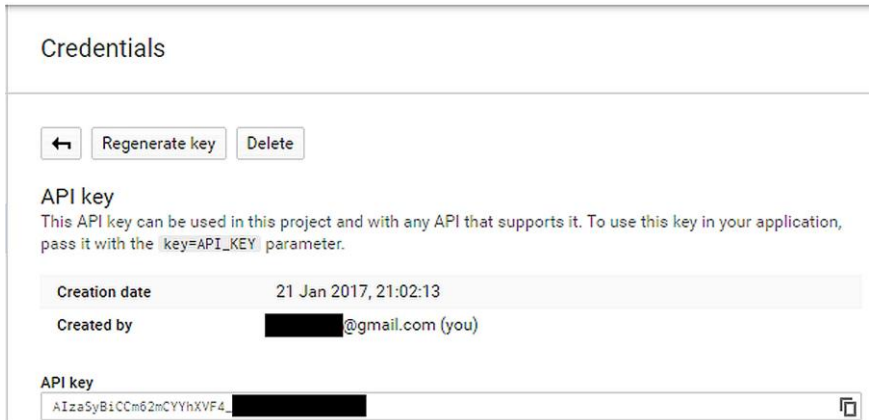 Credentials
Regenerate key Delete
API key
This API key can be used in this project and with any API that supports it. To use this key in your application,
pass it with the key=API_KEY parameter.
Creation date 21 Jan 2017, 21:02:13
Created by @gmail.com (you)
API key
AIzaSyBiCCm62mCYYhXVF4_